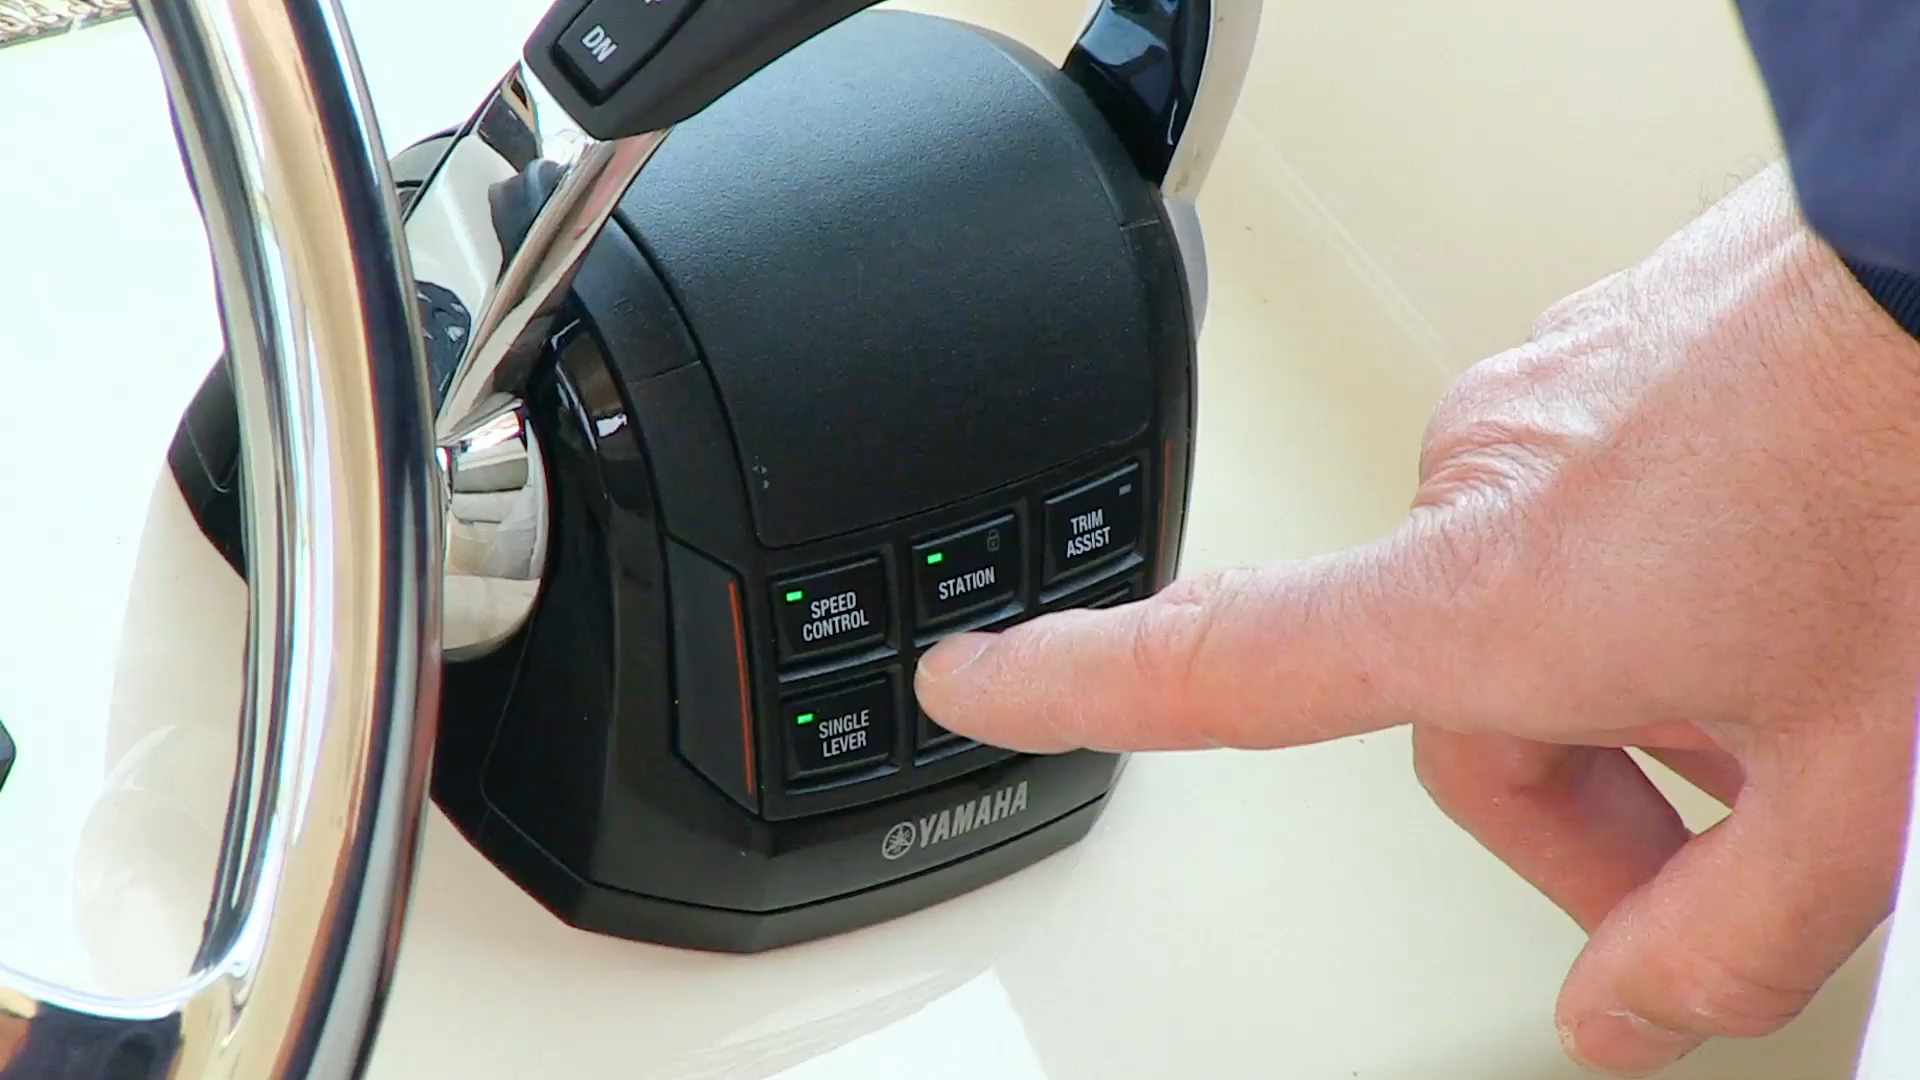 DN
SPEED
CONTROL
STATION
TRIM
ASSIST
SINGLE
LEVER
YAMAHA